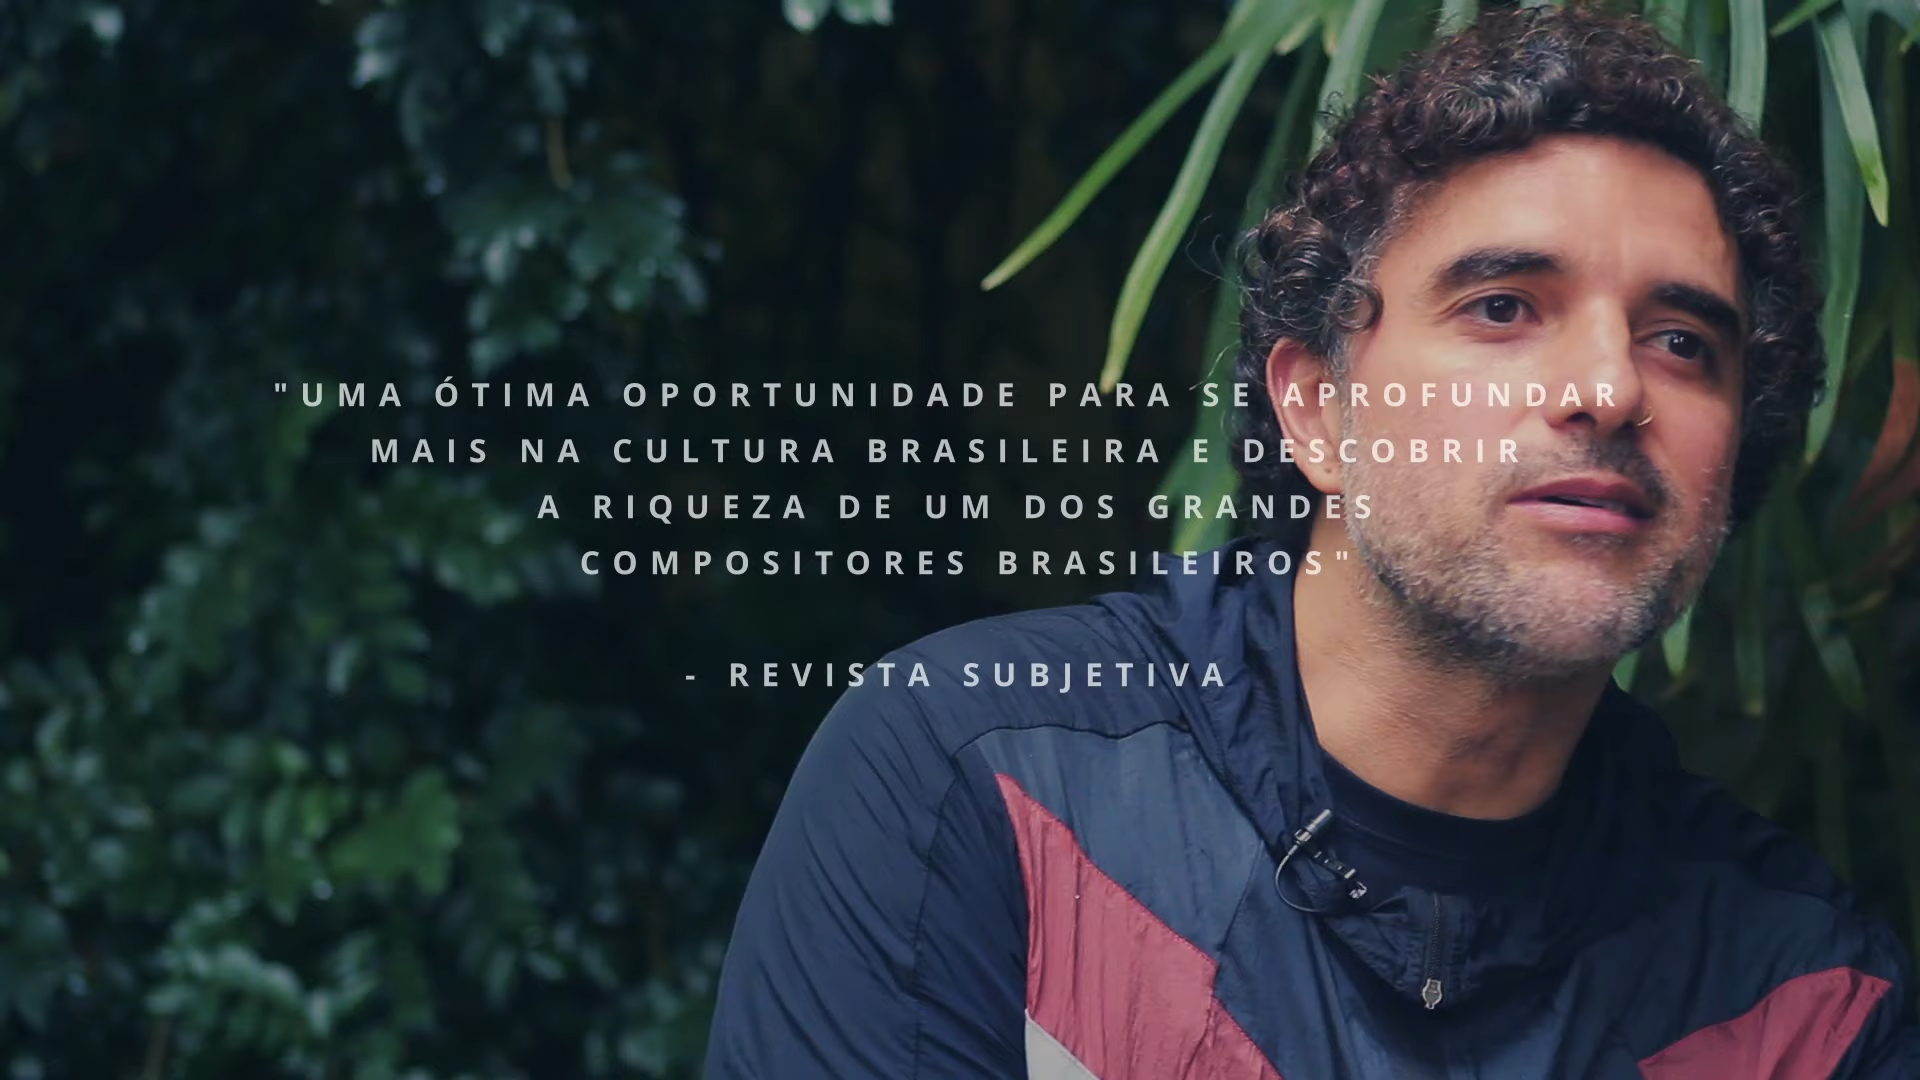 "UMA ÓTIMA OPORTUNIDADE PARA SE APROFUNDAR
MAIS NA CULTURA BRASILEIRA E DESCOBRIR
A RIQUEZA DE UM DOS GRANDES
COMPOSITORES BRASILEIROS"
- REVISTA SUBJETIVA